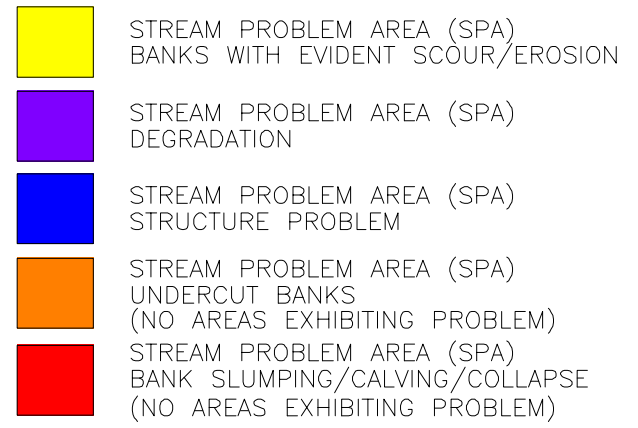 STREAM PROBLEM AREA (SPA)
BANKS WITH EVIDENT SCOUR/EROSION
STREAM PROBLEM AREA (SPA)
DEGRADATION
STREAM PROBLEM AREA (SPA)
STRUCTURE PROBLEM
STREAM PROBLEM AREA (SPA)
UNDERCUT BANKS
(NO AREAS EXHIBITING PROBLEM)
STREAM PROBLEM AREA (SPA)
BANK SLUMPING/CALVING/COLLAPSE
(NO AREAS EXHIBITING PROBLEM)